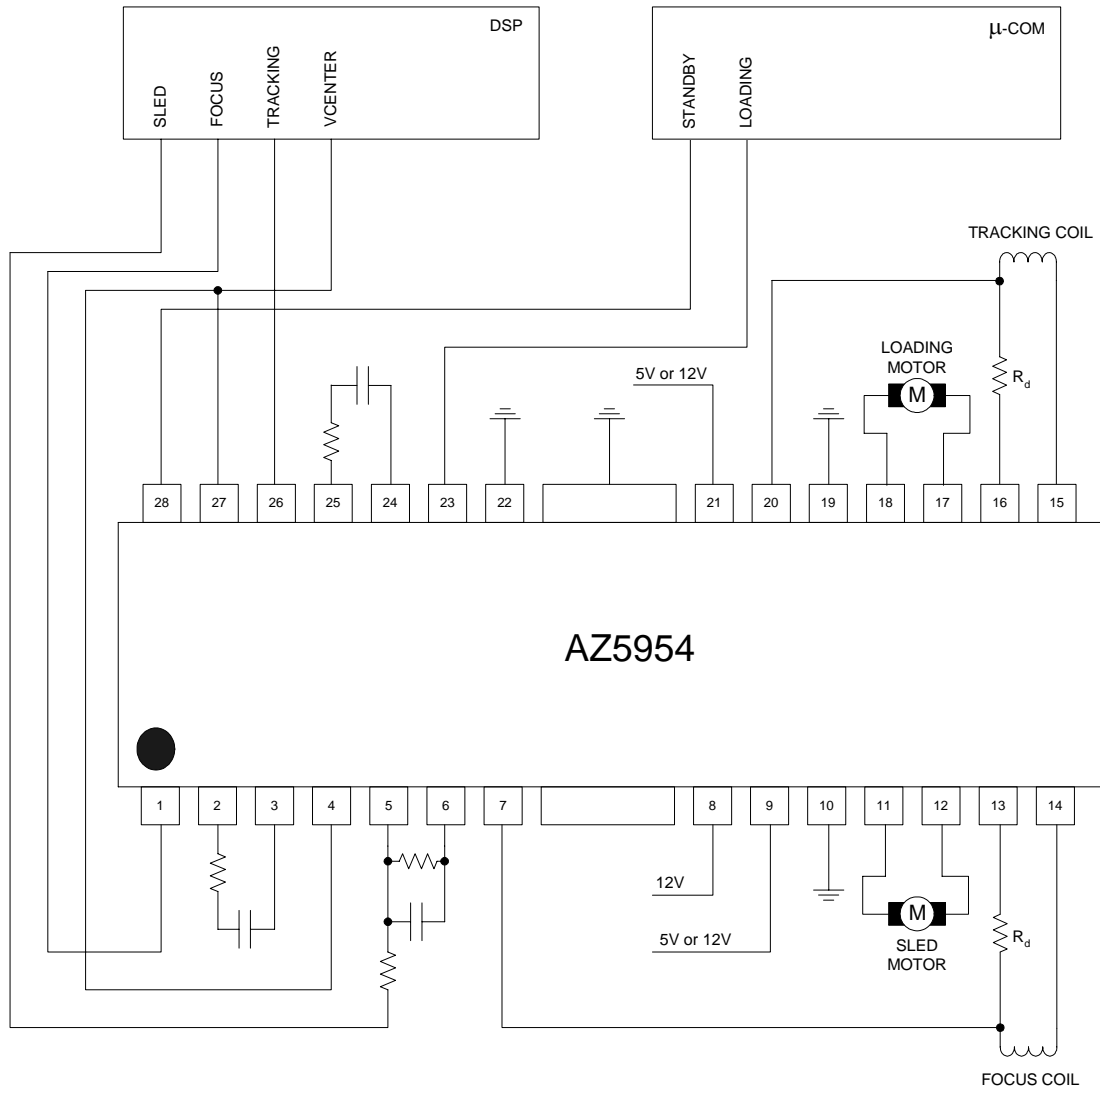 DSP
SLED
FOCUS
TRACKING
VCENTER
μ-COM
STANDBY
LOADING
TRACKING COIL
LOADING
MOTOR
M
Rd
5V or 12V
28
27
26
25
24
23
22
21
20
19
18
17
16
15
AZ5954
1
2
3
4
5
6
7
8
9
10
11
12
13
14
12V
5V or 12V
M
SLED
MOTOR
Rd
FOCUS COIL